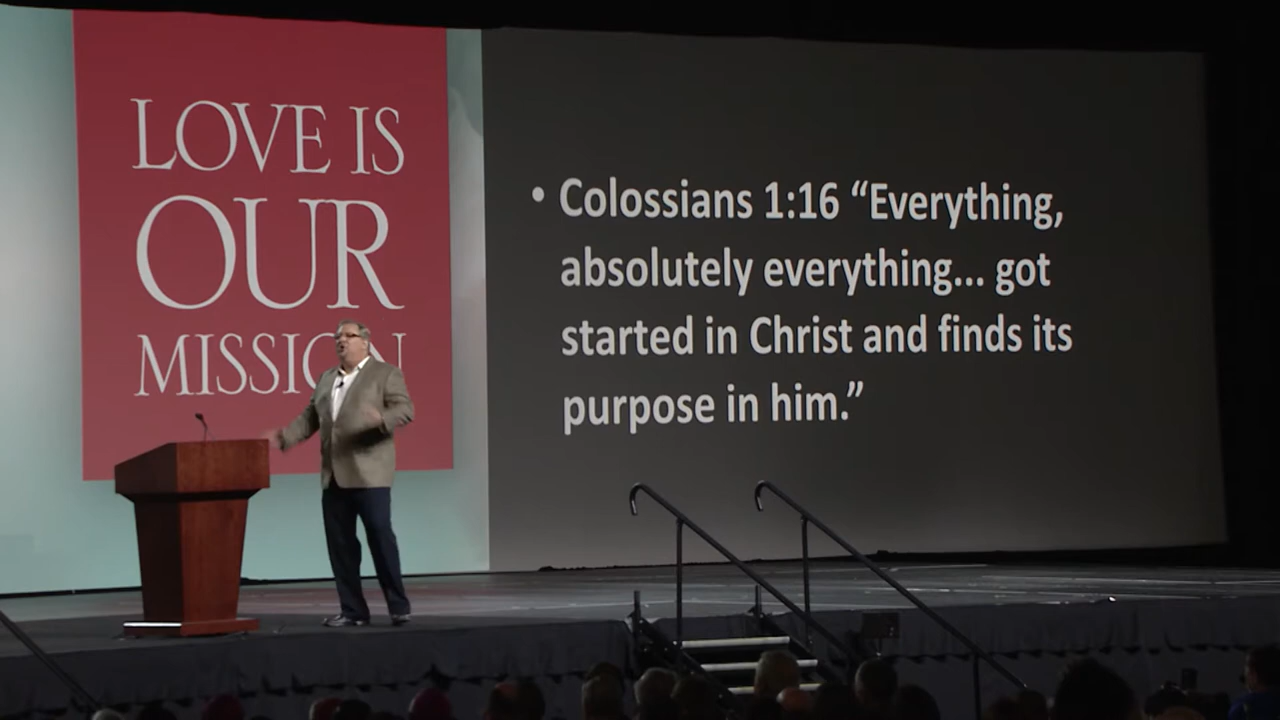 LOVE IS
OUR
MISSION
• Colossians 1:16 “Everything,
absolutely everything... got
started in Christ and finds its
purpose in him.”